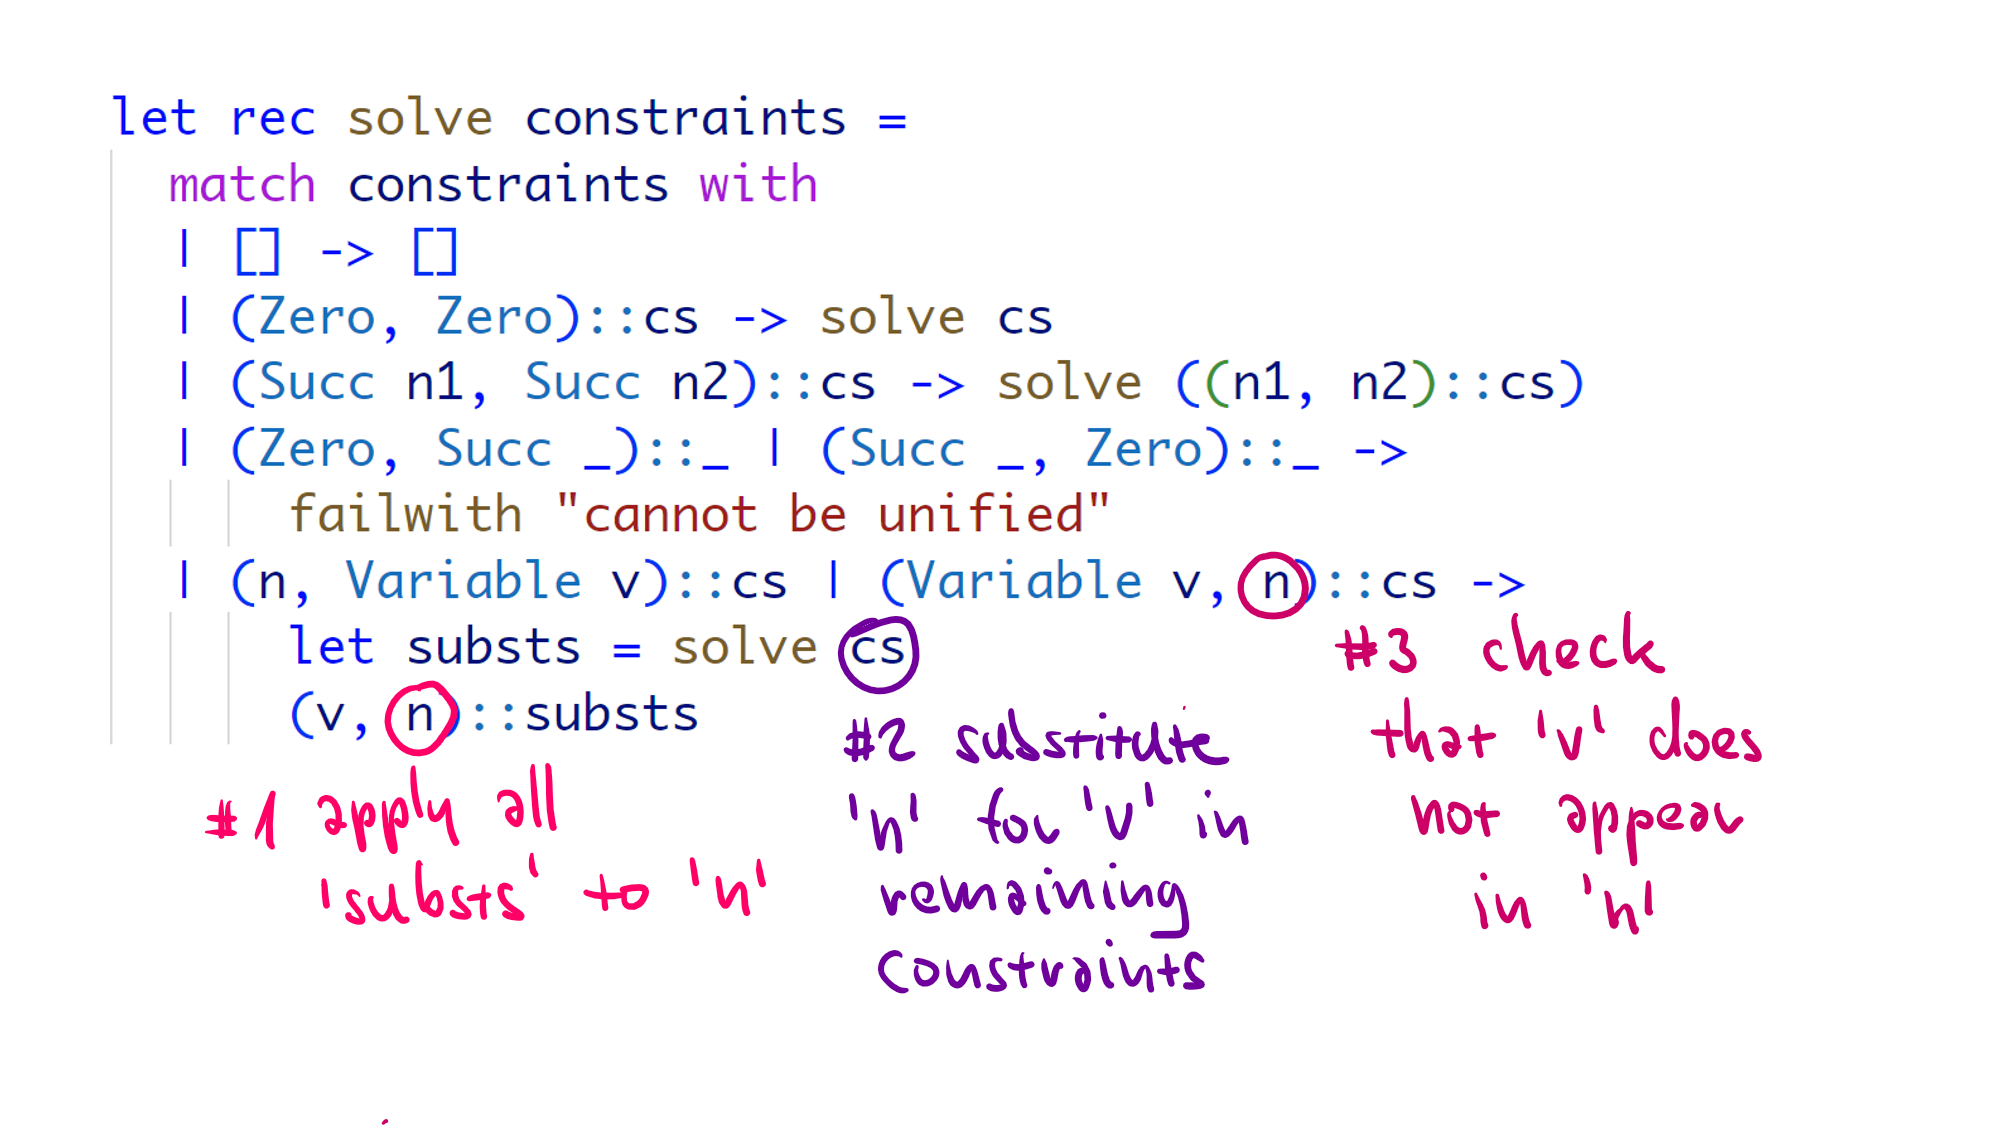 let rec solve constraints =
match constraints with
| [] -> []
| (Zero, Zero)::cs -> solve cs
| (Succ n1, Succ n2)::cs -> solve ((n1, n2)::cs)
| (Zero, Succ _)::_ | (Succ _, Zero)::_ ->
failwith "cannot be unified"
| (n, Variable v)::cs | (Variable v, n)::cs ->
let substs = solve cs
(v, n)::substs
#1 apply all
'substs' to 'n'
#2 substitute
'n' for 'v' in
remaining
constraints
#3 check
that 'v' does
not appear
in 'n'